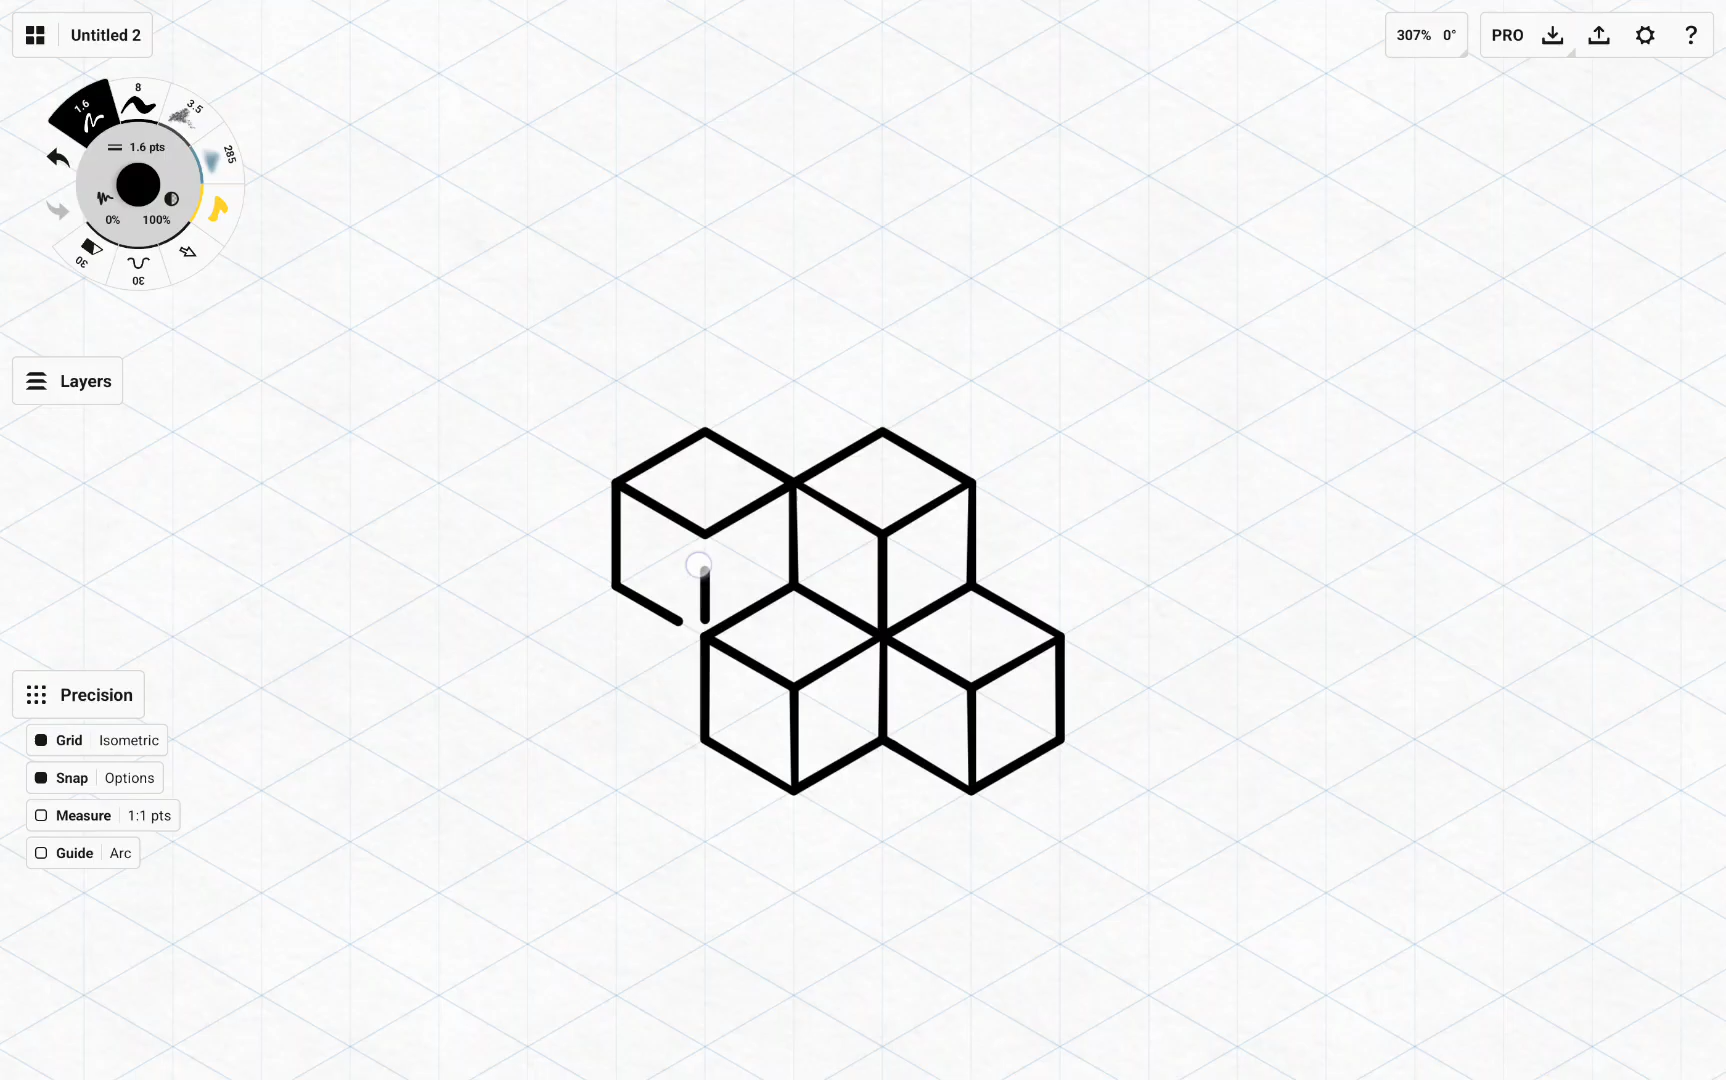 Untitled 2
307% 0°
PRO
?
1.6
8
3.5
285
1.6 pts
0% 100%
30
30
Layers
Precision
Grid Isometric
Snap Options
Measure 1:1 pts
Guide Arc